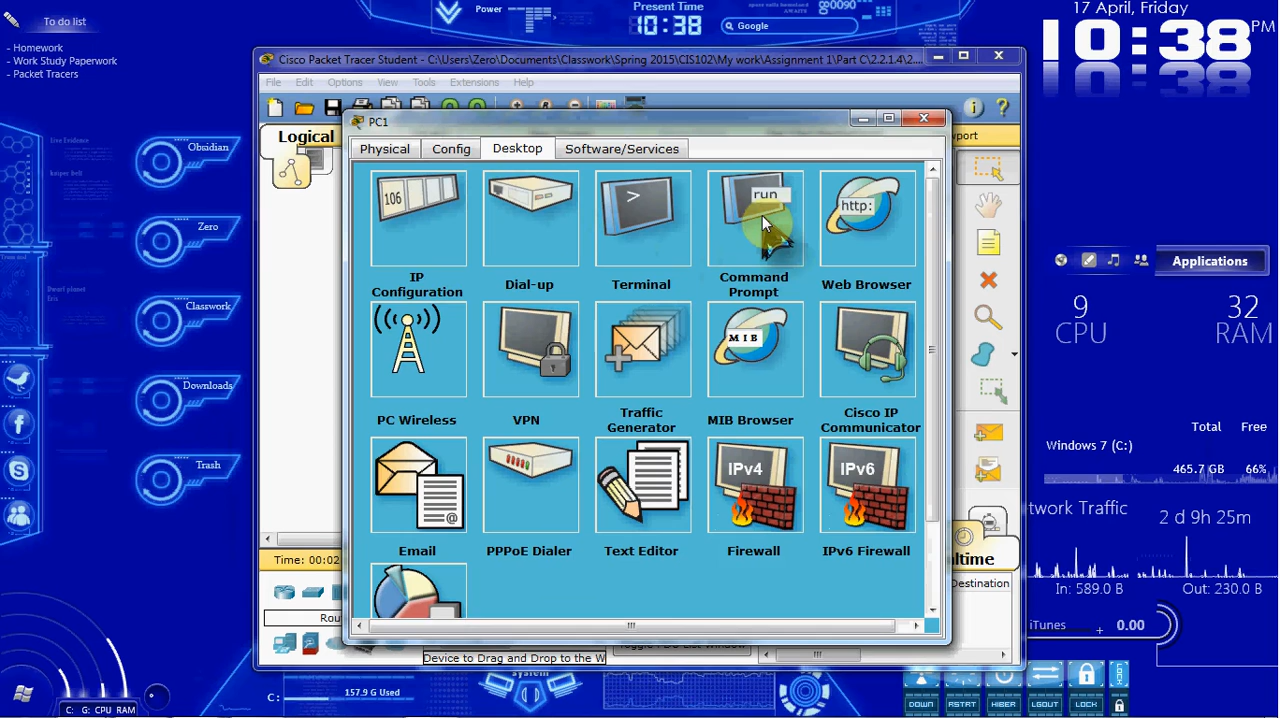 To do list
- Homework
- Work Study Paperwork
- Packet Tracers
Power
Present Time
10:38
Google
17 April, Friday
10:38 PM
Cisco Packet Tracer Student - C:\Users\Zero\Documents\Classwork\Spring 2015\CIS102\My work\Assignment 1\Part C\2.2.1.4\2....
File Edit Options View Tools Extensions Help
Logical
PC1
Physical Config Desktop Software/Services
106
>
run
http:
IP Configuration
Dial-up
Terminal
Command Prompt
Web Browser
MIB
PC Wireless
VPN
Traffic Generator
MIB Browser
Cisco IP Communicator
@
IPv4
IPv6
Email
PPPoE Dialer
Text Editor
Firewall
IPv6 Firewall
Time: 00:02
Rou
Device to Drag and Drop to the W
ltime
Destination
Obsidian
Zero
Classwork
Downloads
Trash
Applications
9 CPU
32 RAM
Total Free
Windows 7 (C:)
465.7 GB 66%
twork Traffic
2 d 9h 25m
In: 589.0 B Out: 230.0 B
iTunes + 0.00
C: G: CPU RAM
C: 157.9 G Used
system
DOWN RSTRT HIBER LGOUT LOCK